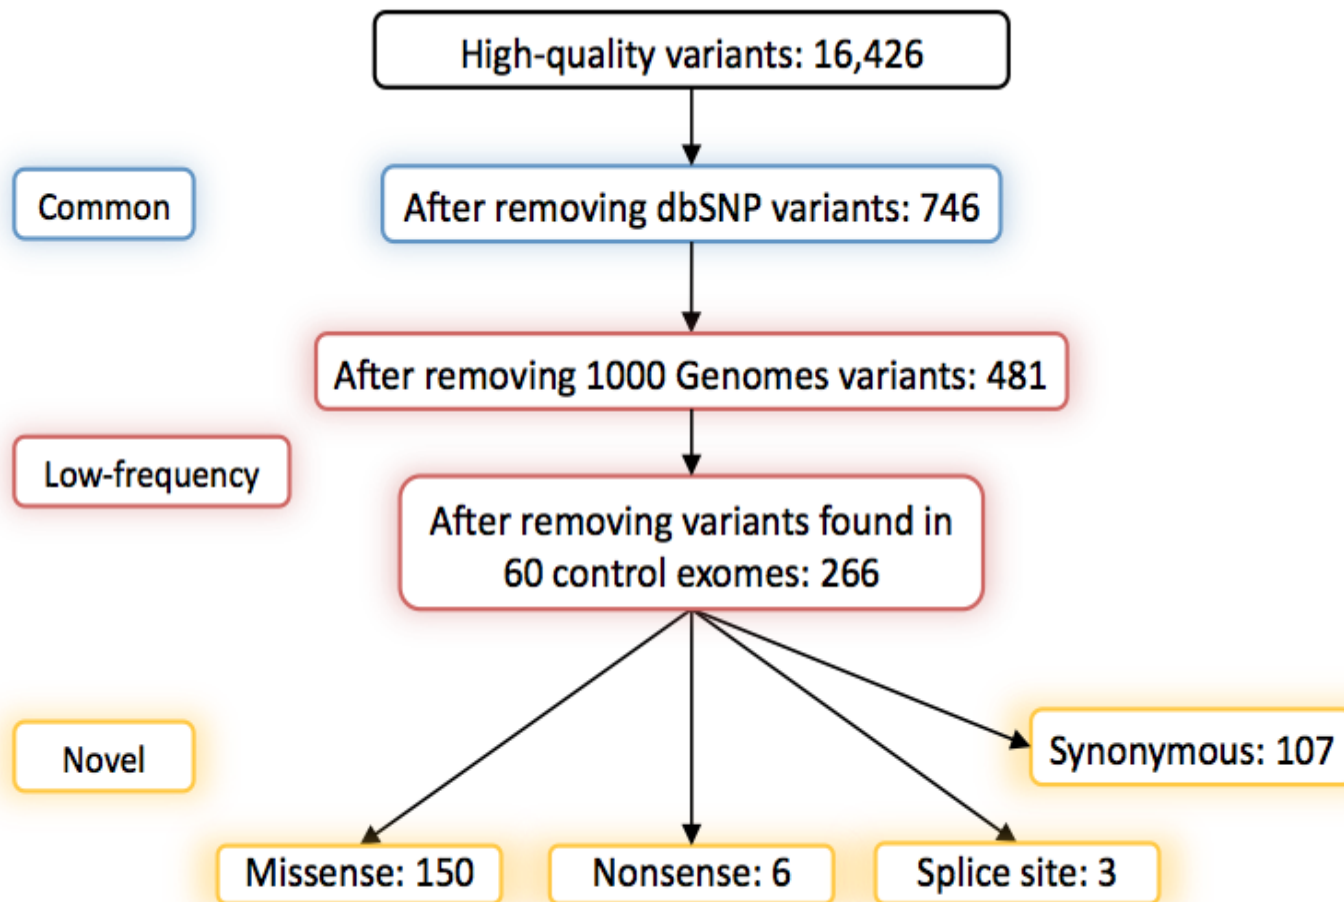 High-quality variants: 16,426
Common
After removing dbSNP variants: 746
After removing 1000 Genomes variants: 481
Low-frequency
After removing variants found in
60 control exomes: 266
Novel
Synonymous: 107
Missense: 150
Nonsense: 6
Splice site: 3